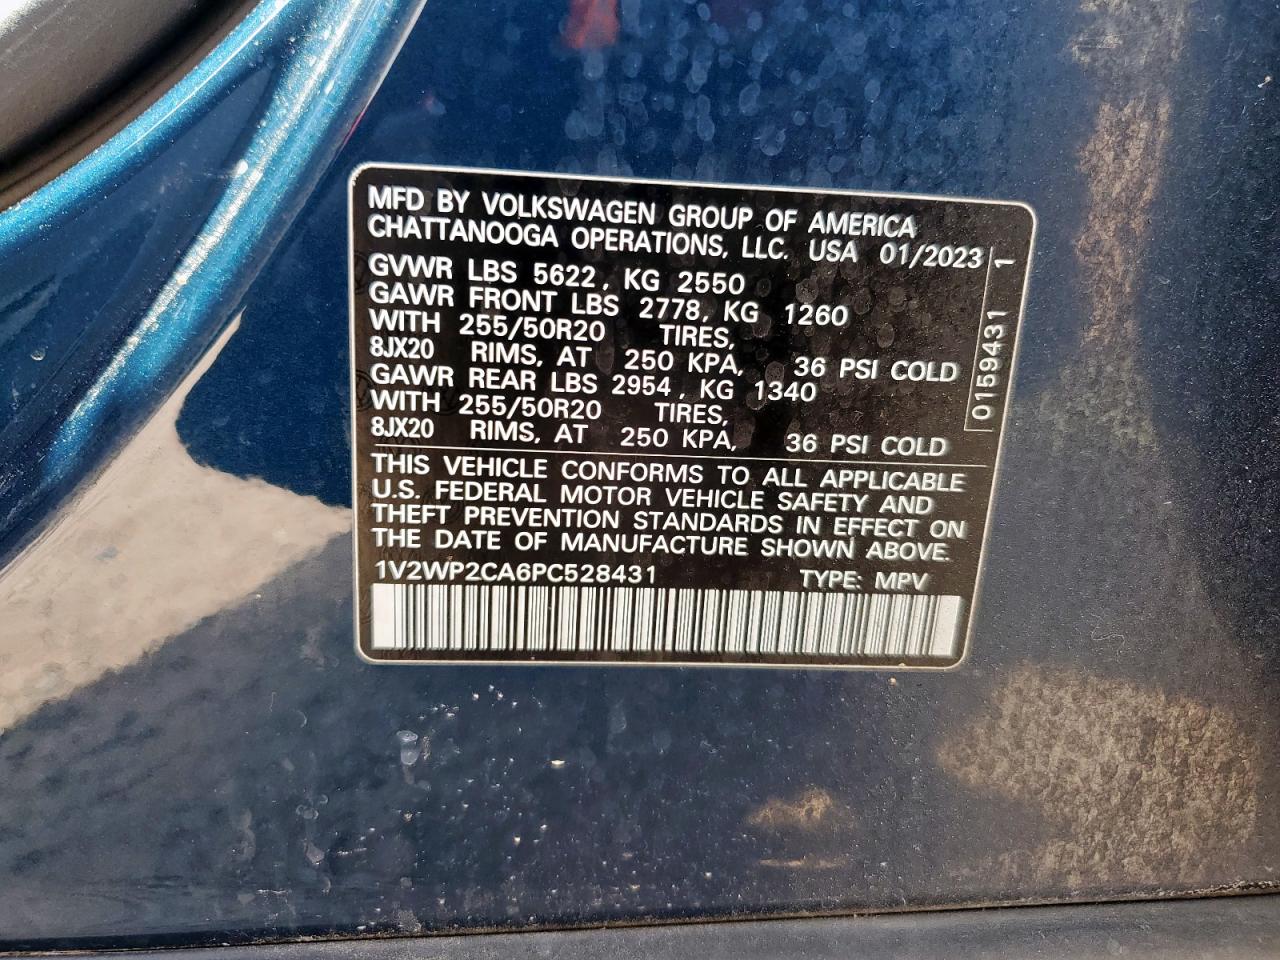 MFD BY VOLKSWAGEN GROUP OF AMERICA
CHATTANOOGA OPERATIONS, LLC. USA 01/2023
GVWR LBS 5622, KG 2550
GAWR FRONT LBS 2778, KG 1260
WITH 255/50R20 TIRES,
8JX20 RIMS, AT 250 KPA, 36 PSI COLD
GAWR REAR LBS 2954, KG 1340
WITH 255/50R20 TIRES,
8JX20 RIMS, AT 250 KPA, 36 PSI COLD
THIS VEHICLE CONFORMS TO ALL APPLICABLE
U.S. FEDERAL MOTOR VEHICLE SAFETY AND
THEFT PREVENTION STANDARDS IN EFFECT ON
THE DATE OF MANUFACTURE SHOWN ABOVE.
1V2WP2CA6PC528431 TYPE: MPV
0159431 1